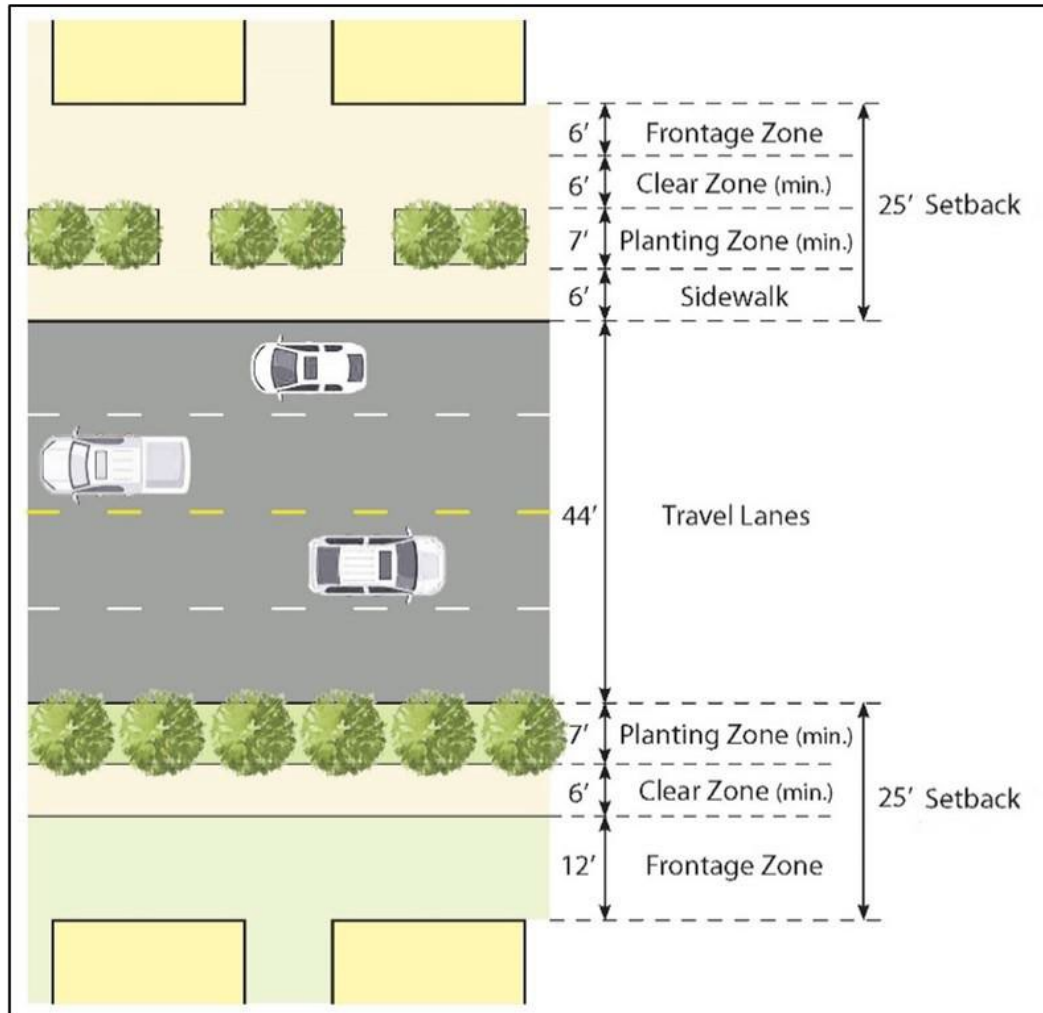 6’ Frontage Zone
6’ Clear Zone (min.)
25’ Setback
7’ Planting Zone (min.)
6’ Sidewalk
44’ Travel Lanes
7’ Planting Zone (min.)
6’ Clear Zone (min.)
25’ Setback
12’ Frontage Zone